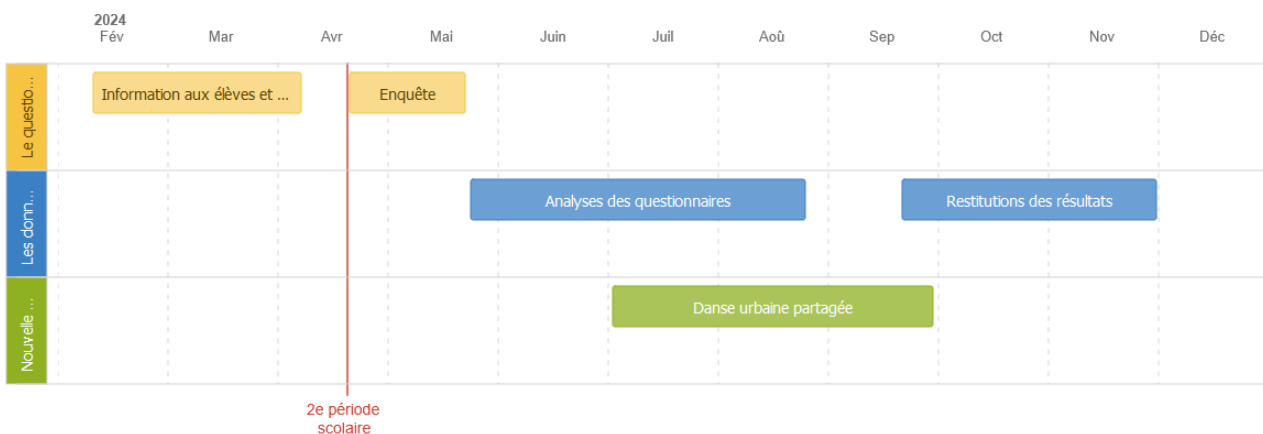 2024
Fév Mar Avr Mai Juin Juil Aoû Sep Oct Nov Déc
Le questio...
Information aux élèves et ...
Enquête
Les donn...
Analyses des questionnaires
Restitutions des résultats
Nouvelle ...
Danse urbaine partagée
2e période
scolaire